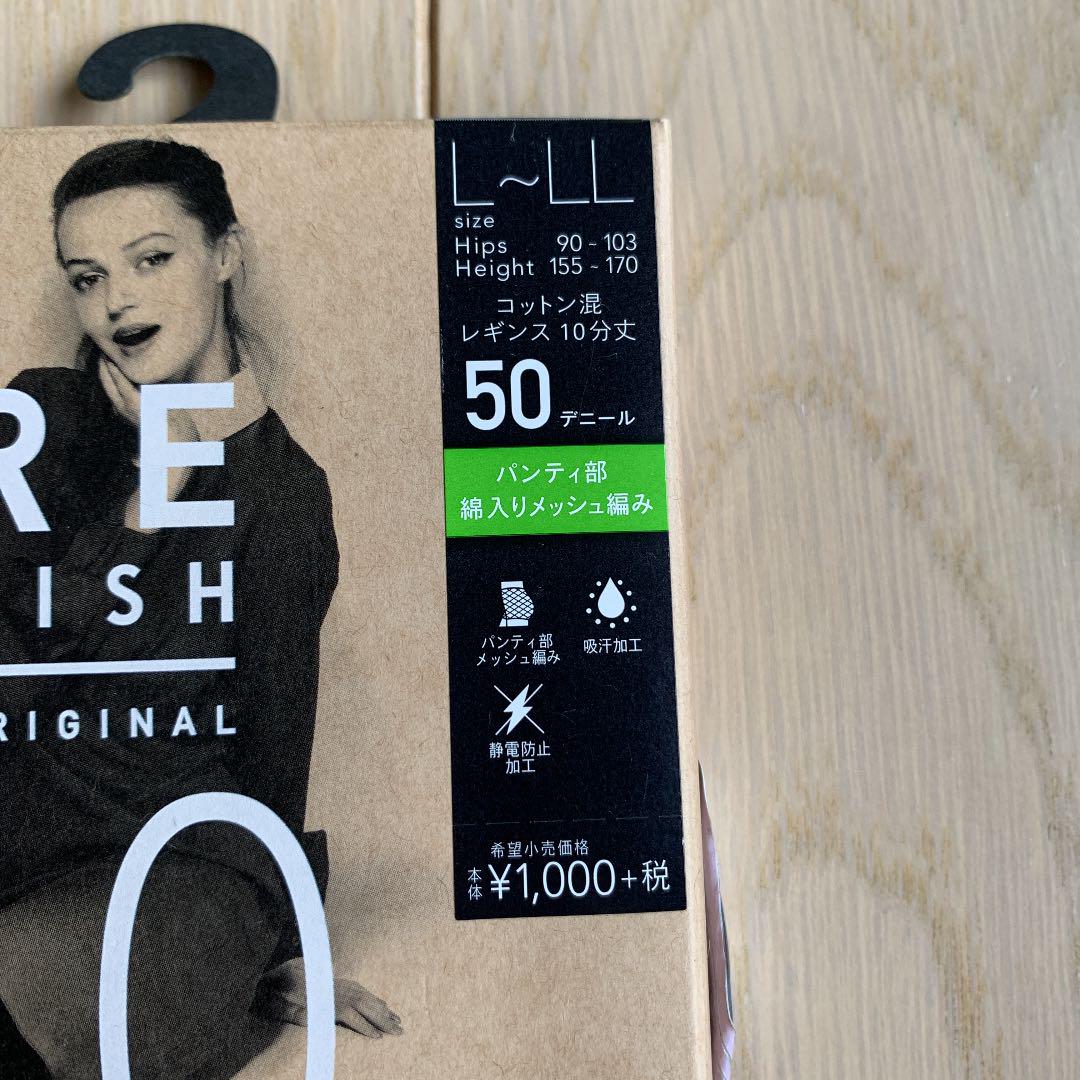 L~LL
size
Hips 90~103
Height 155~170
コットン混
レギンス 10分丈
50デニール
パンティ部
綿入りメッシュ編み
パンティ部
メッシュ編み
吸汗加工
静電防止
加工
希望小売価格
本体 ¥1,000+税
RE
ISH
RIGINAL
0